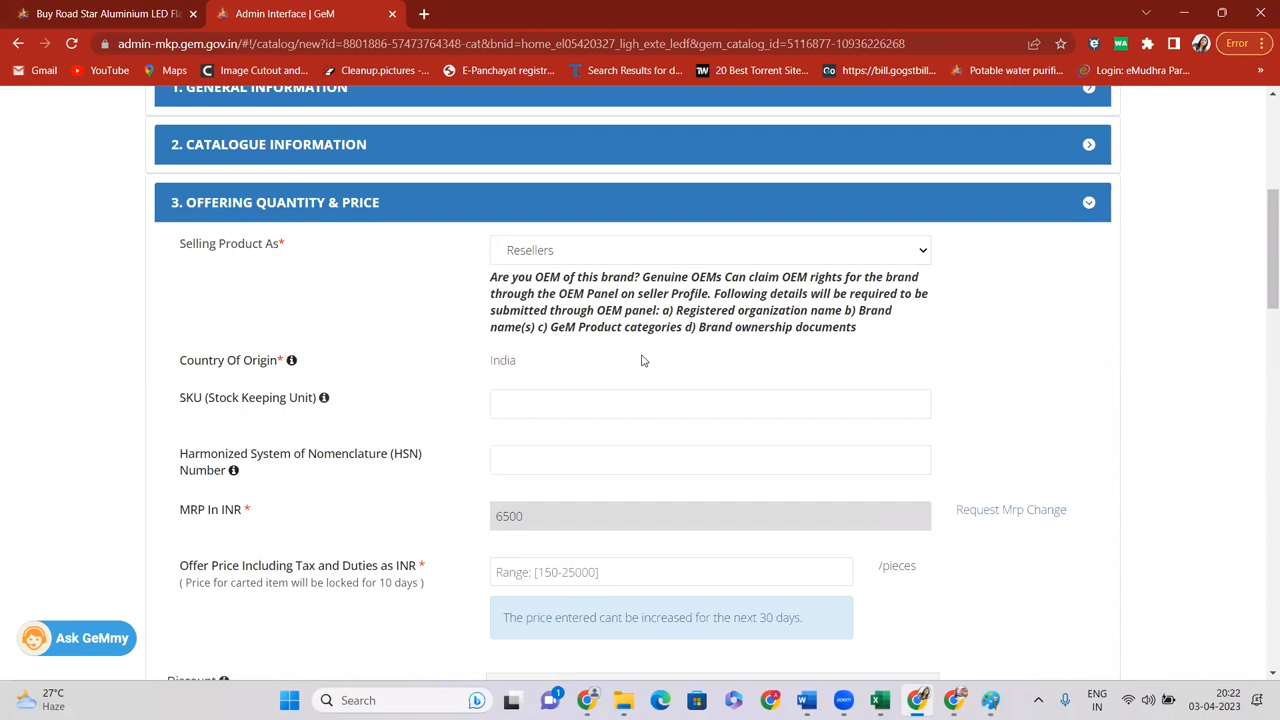 Buy Road Star Aluminium LED Fla
Admin Interface | GeM
admin-mkp.gem.gov.in/#!/catalog/new?id=8801886-57473764348-cat&bnid=home_el05420327_ligh_exte_ledf&gem_catalog_id=5116877-10936226268
Error
Gmail
YouTube
Maps
Image Cutout and...
Cleanup.pictures -...
E-Panchayat registr...
Search Results for d...
20 Best Torrent Site...
https://bill.gogstbill...
Potable water purifi...
Login: eMudhra Par...
1. GENERAL INFORMATION
2. CATALOGUE INFORMATION
3. OFFERING QUANTITY & PRICE
Selling Product As*
Resellers
Are you OEM of this brand? Genuine OEMs Can claim OEM rights for the brand
through the OEM Panel on seller Profile. Following details will be required to be
submitted through OEM panel: a) Registered organization name b) Brand
name(s) c) GeM Product categories d) Brand ownership documents
Country Of Origin*
India
SKU (Stock Keeping Unit)
Harmonized System of Nomenclature (HSN)
Number
MRP In INR *
6500
Request Mrp Change
Offer Price Including Tax and Duties as INR *
( Price for carted item will be locked for 10 days )
Range: [150-25000]
/pieces
The price entered cant be increased for the next 30 days.
Discount
Ask GeMmy
27°C
Haze
Search
1
ENG
IN
20:22
03-04-2023